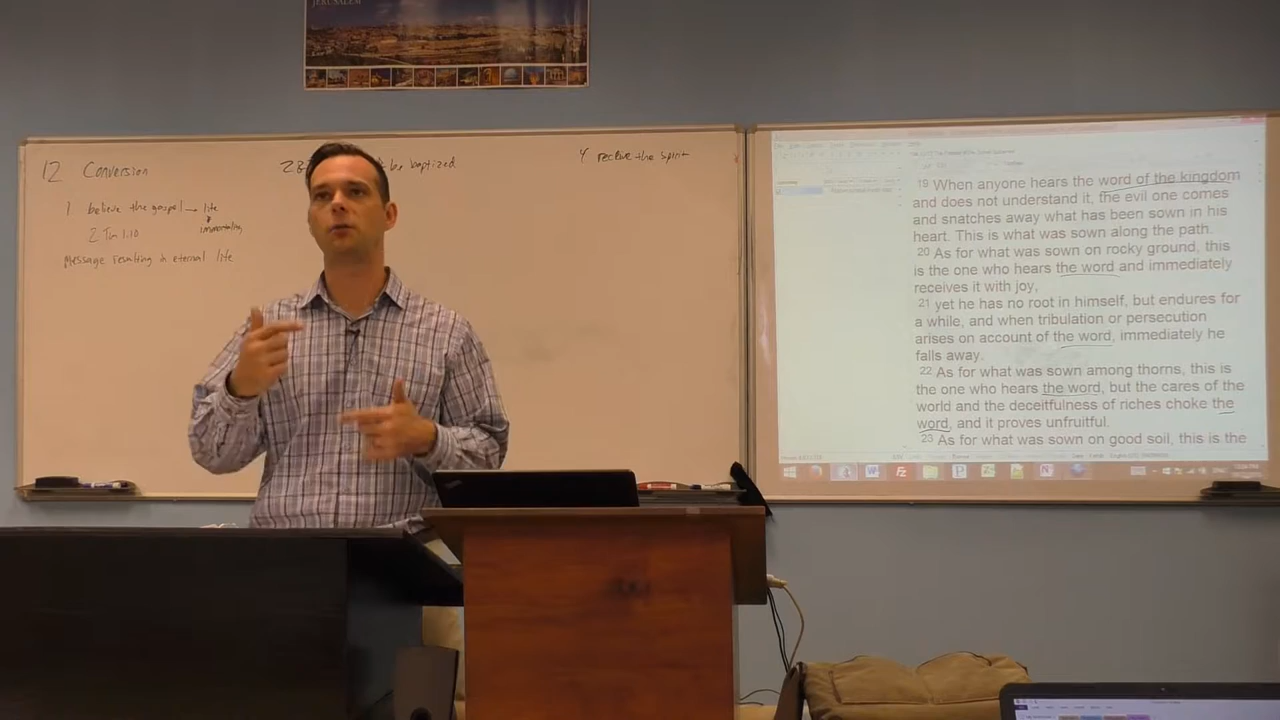 JERUSALEM
12 Conversion
be baptized
4 receive the spirit
1 believe the gospel → life
immortality
2 Tim 1.10
Message resulting in eternal life
19 When anyone hears the word of the kingdom
and does not understand it, the evil one comes
and snatches away what has been sown in his
heart. This is what was sown along the path.
20 As for what was sown on rocky ground, this
is the one who hears the word and immediately
receives it with joy,
21 yet he has no root in himself, but endures for
a while, and when tribulation or persecution
arises on account of the word, immediately he
falls away.
22 As for what was sown among thorns, this is
the one who hears the word, but the cares of the
world and the deceitfulness of riches choke the
word, and it proves unfruitful.
23 As for what was sown on good soil, this is the